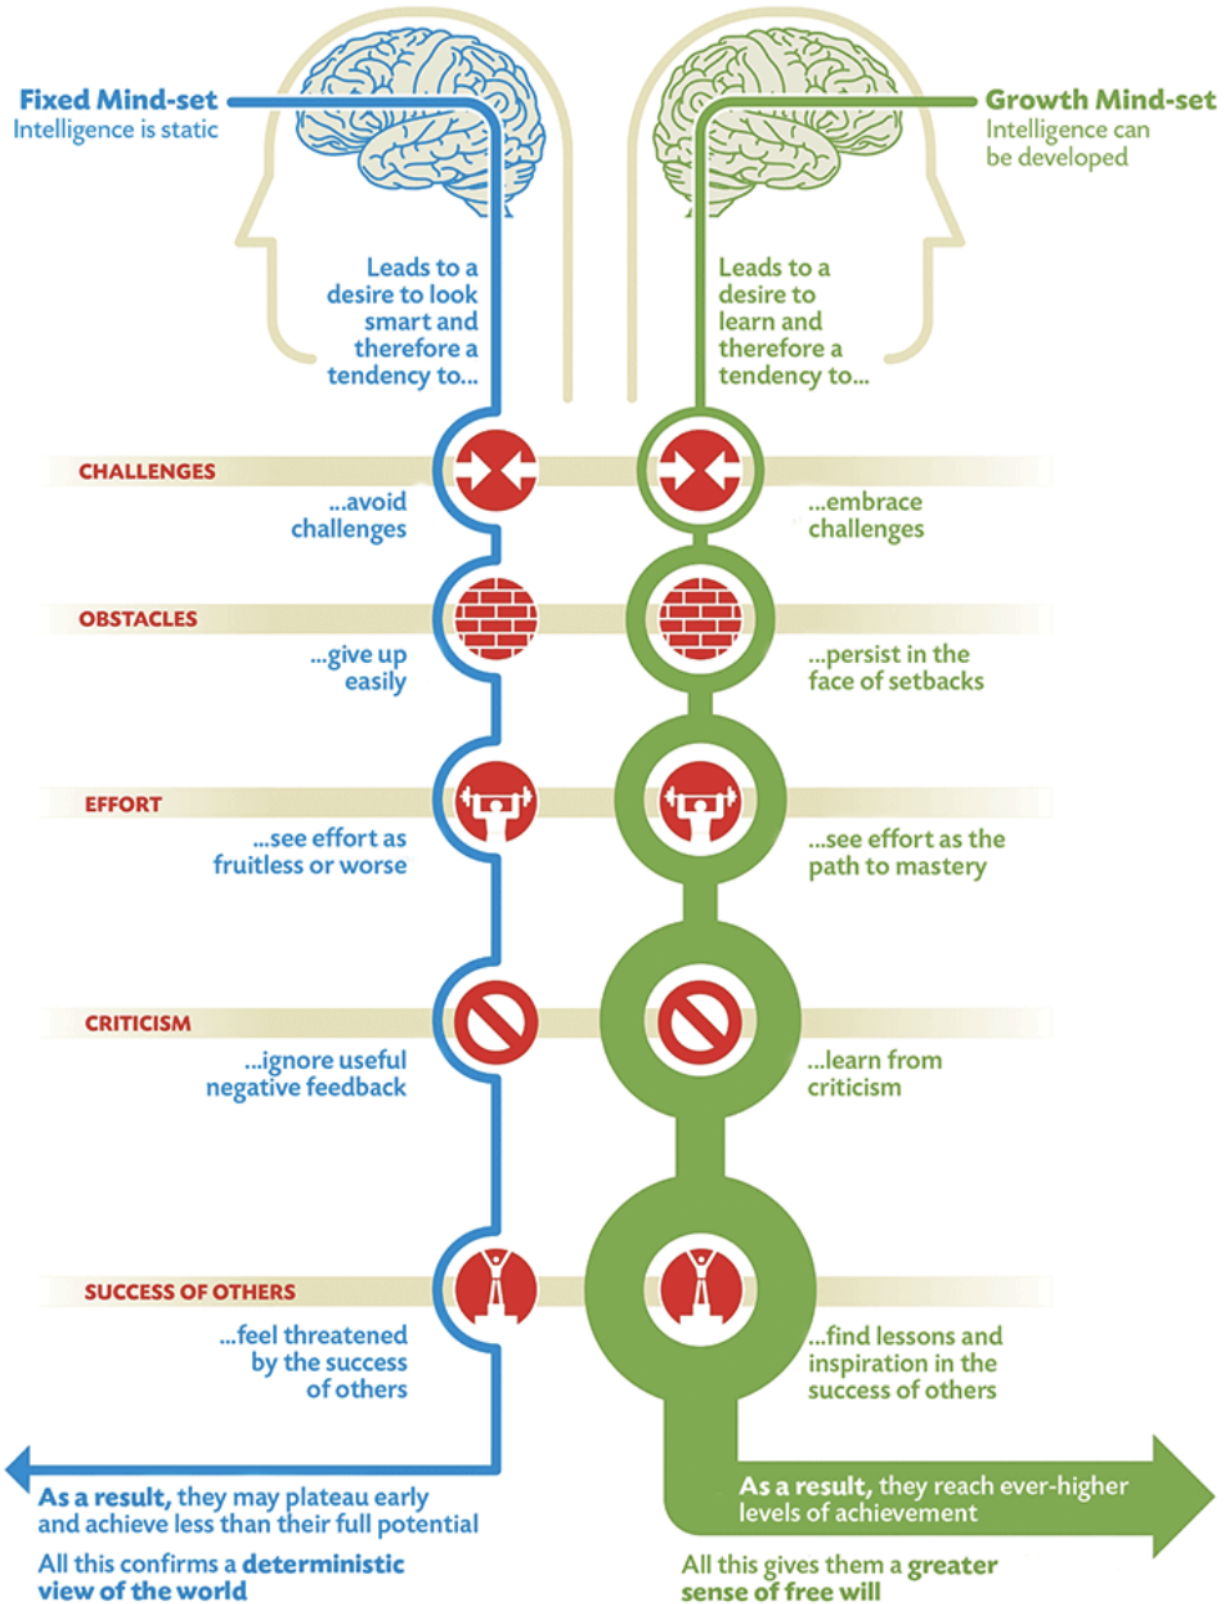 Fixed Mind-set
Intelligence is static
Growth Mind-set
Intelligence can
be developed
Leads to a
desire to look
smart and
therefore a
tendency to...
Leads to a
desire to
learn and
therefore a
tendency to...
CHALLENGES
...avoid
challenges
...embrace
challenges
OBSTACLES
...give up
easily
...persist in the
face of setbacks
EFFORT
...see effort as
fruitless or worse
...see effort as the
path to mastery
CRITICISM
...ignore useful
negative feedback
...learn from
criticism
SUCCESS OF OTHERS
...feel threatened
by the success
of others
...find lessons and
inspiration in the
success of others
As a result, they may plateau early
and achieve less than their full potential
All this confirms a deterministic
view of the world
As a result, they reach ever-higher
levels of achievement
All this gives them a greater
sense of free will